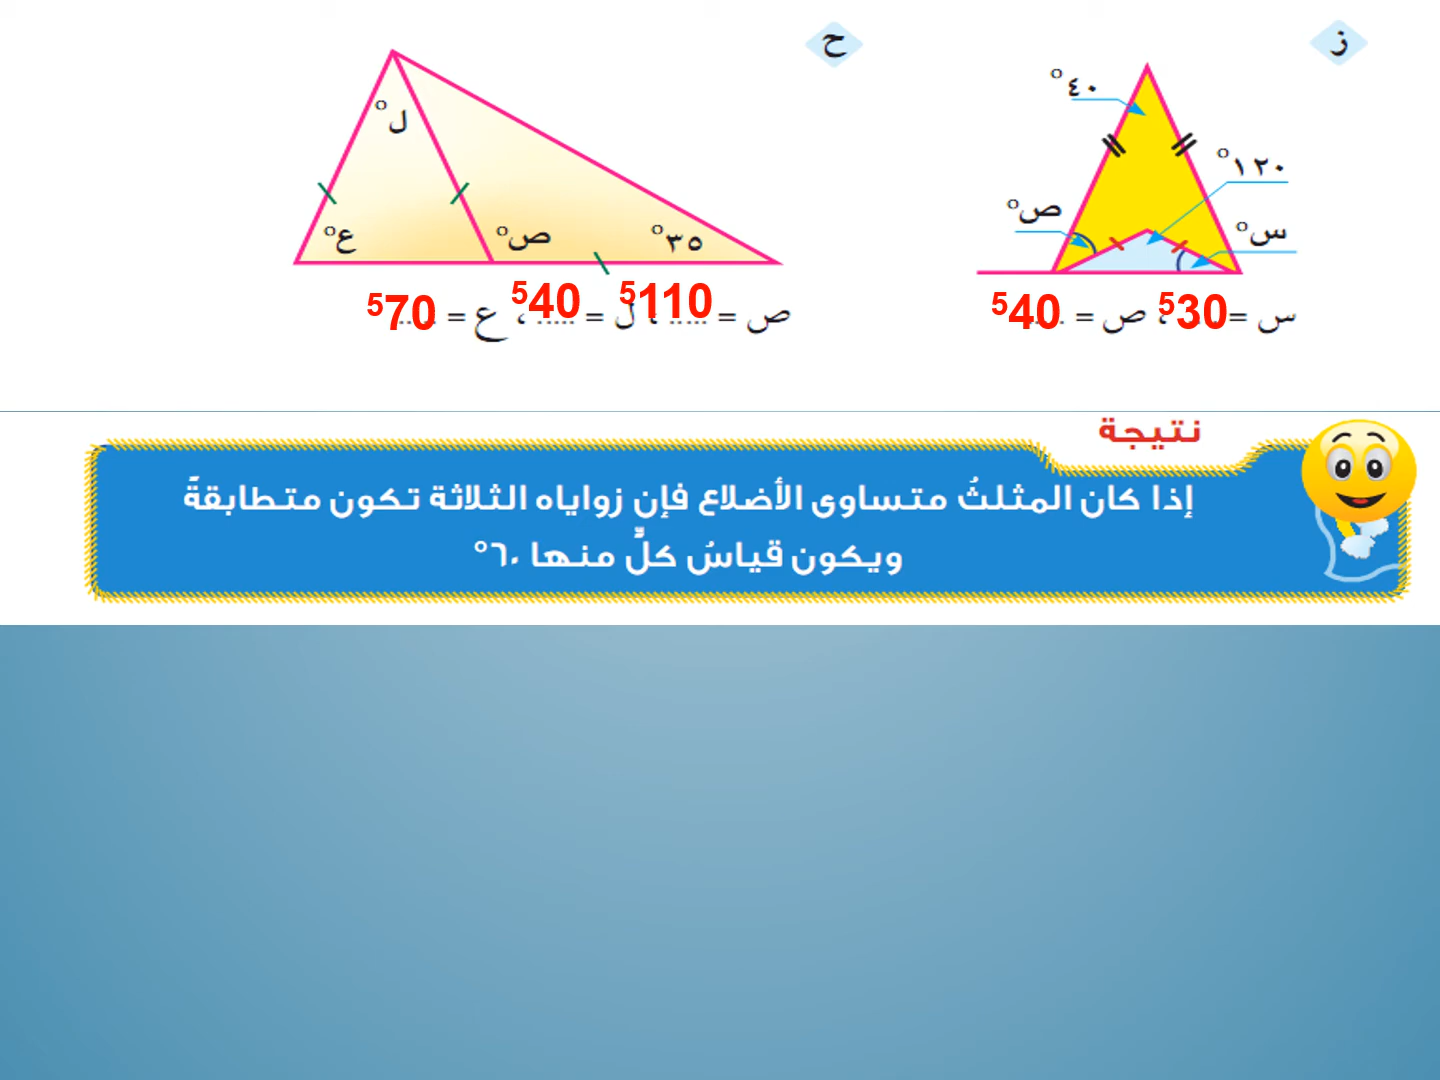 ز
°٤٠
°١٢٠
°ص
°س
س = 530 ، ص = 540
ح
°ل
°ع
°ص
°٣٥
ص = 5110 ، ل = 540 ، ع = 570
نتيجة
إذا كان المثلثُ متساوى الأضلاع فإن زواياه الثلاثة تكون متطابقةً
ويكون قياسُ كلٍّ منها ٦٠°